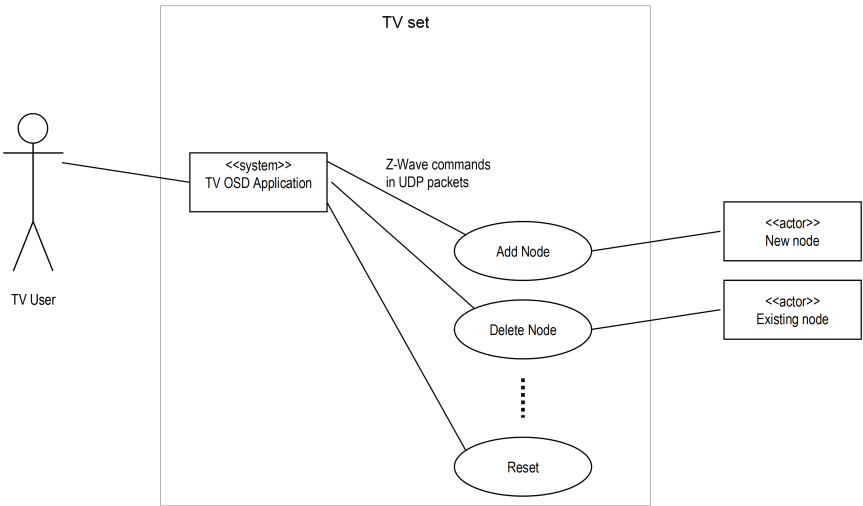 TV set
<<system>>
TV OSD Application
Z-Wave commands
in UDP packets
Add Node
<<actor>>
New node
TV User
Delete Node
<<actor>>
Existing node
Reset